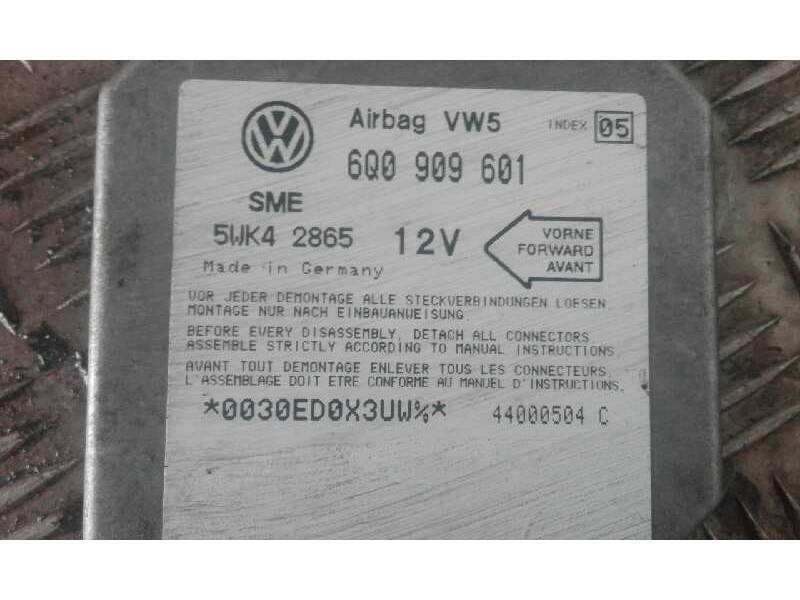 VW
Airbag VW5 INDEX 05
6Q0 909 601
SME
5WK4 2865 12V
VORNE
FORWARD
AVANT
Made in Germany
VOR JEDER DEMONTAGE ALLE STECKVERBINDUNGEN LOESEN
MONTAGE NUR NACH EINBAUANWEISUNG.
BEFORE EVERY DISASSEMBLY, DETACH ALL CONNECTORS
ASSEMBLE STRICTLY ACCORDING TO MANUAL INSTRUCTIONS
AVANT TOUT DEMONTAGE ENLEVER TOUS LES CONNECTEURS.
L'ASSEMBLAGE DOIT ETRE CONFORME AU MANUEL D'INSTRUCTIONS.
*0030ED0X3UW%* 44000504 C